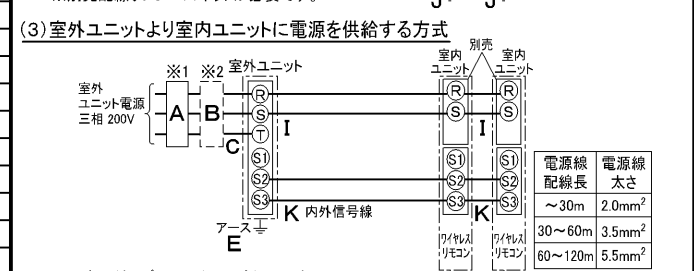 (3)室外ユニットより室内ユニットに電源を供給する方式
※1 ※2 室外ユニット
室内
ユニット
別売
室内
ユニット
室外
ユニット電源
三相 200V
A
B
C
R
S
T
S1
S2
S3
I
R
S
S1
S2
S3
I
R
S
S1
S2
S3
K 内外信号線
K
アース
E
ワイヤレス
リモコン
ワイヤレス
リモコン
電源線
配線長
電源線
太さ
~30m 2.0mm²
30~60m 3.5mm²
60~120m 5.5mm²